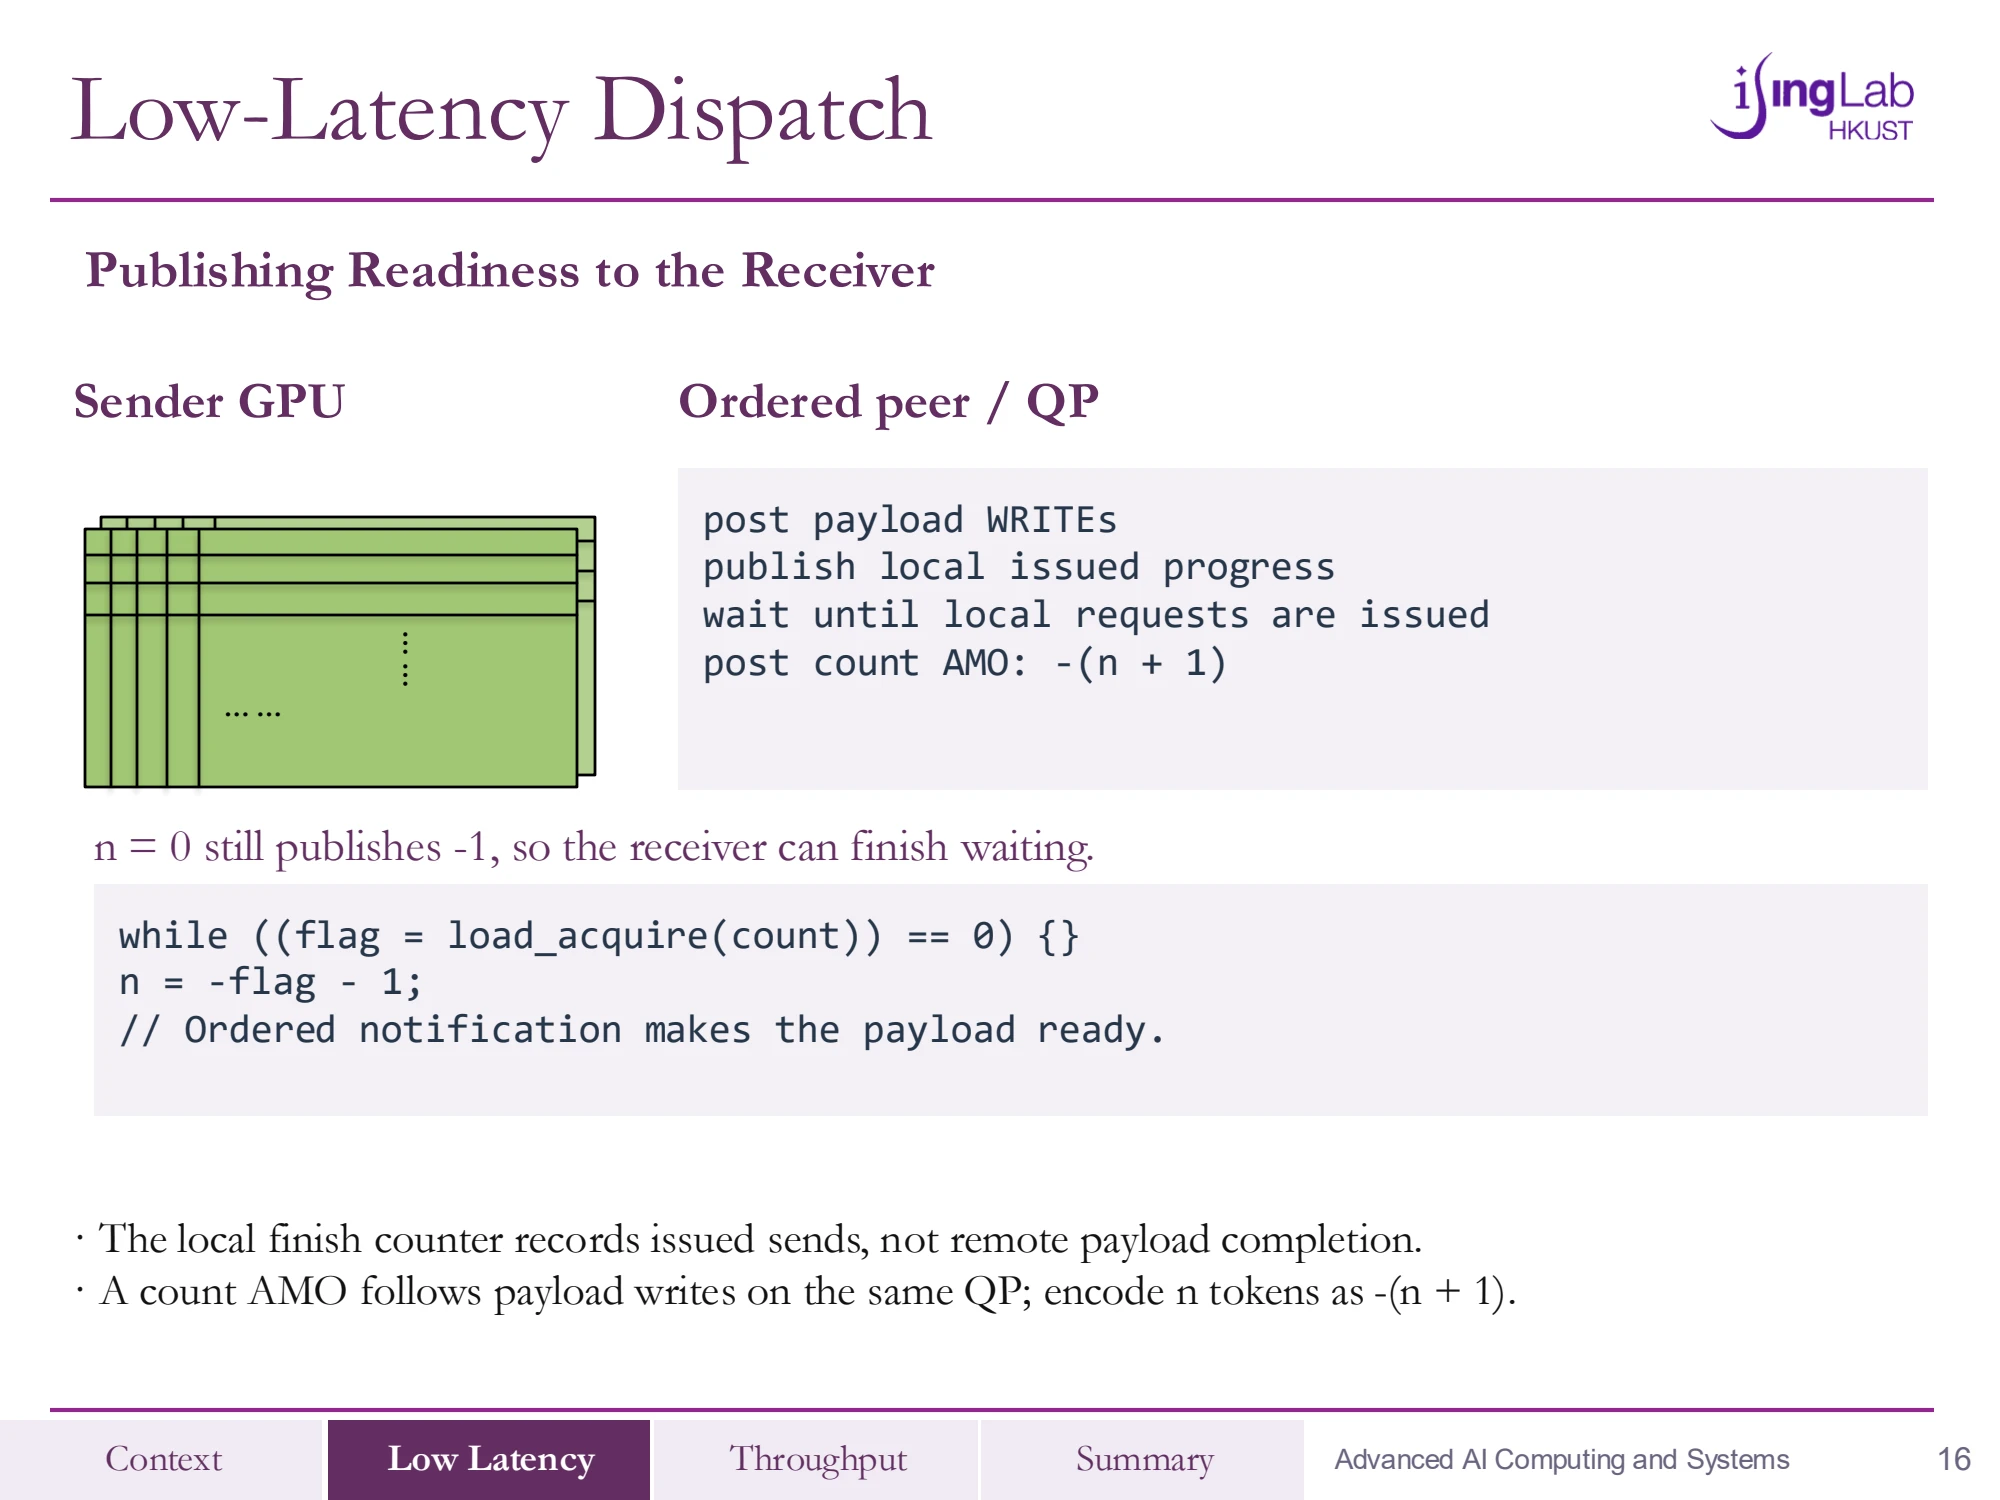 Low-Latency Dispatch
isingLab
HKUST
Publishing Readiness to the Receiver
Sender GPU
Ordered peer / QP
post payload WRITEs
publish local issued progress
wait until local requests are issued
post count AMO: -(n + 1)
... ...
n = 0 still publishes -1, so the receiver can finish waiting.
while ((flag = load_acquire(count)) == 0) {}
n = -flag - 1;
// Ordered notification makes the payload ready.
· The local finish counter records issued sends, not remote payload completion.
· A count AMO follows payload writes on the same QP; encode n tokens as -(n + 1).
Context
Low Latency
Throughput
Summary
Advanced AI Computing and Systems
16